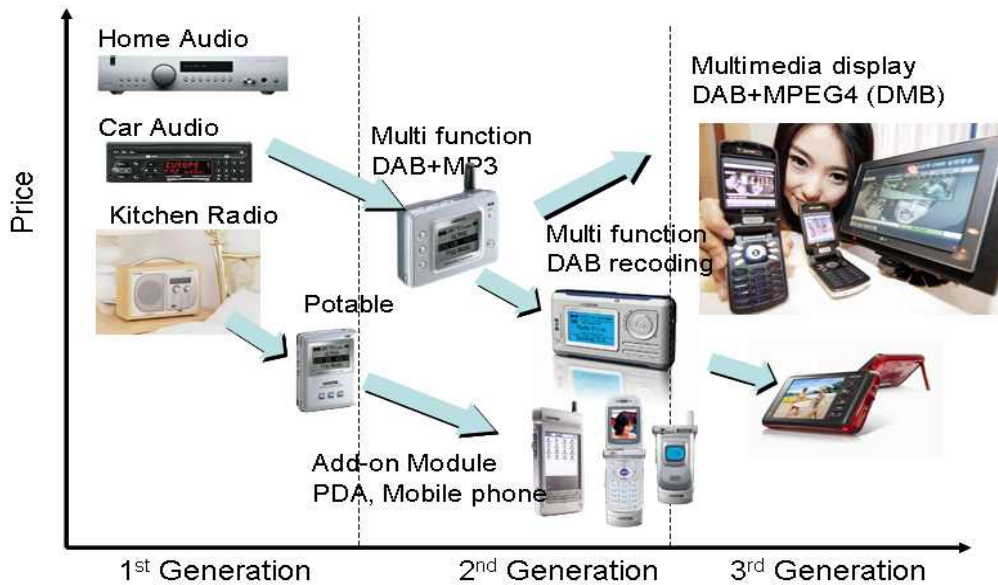 Home Audio
Car Audio
EUROPE
Kitchen Radio
Potable
Multi function
DAB+MP3
Multi function
DAB recoding
Add-on Module
PDA, Mobile phone
Multimedia display
DAB+MPEG4 (DMB)
Price
1st Generation
2nd Generation
3rd Generation